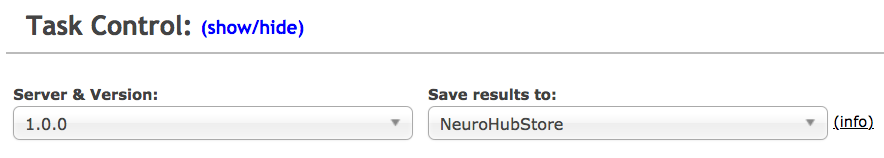 Task Control: (show/hide)
Server & Version: Save results to:
1.0.0 NeuroHubStore (info)